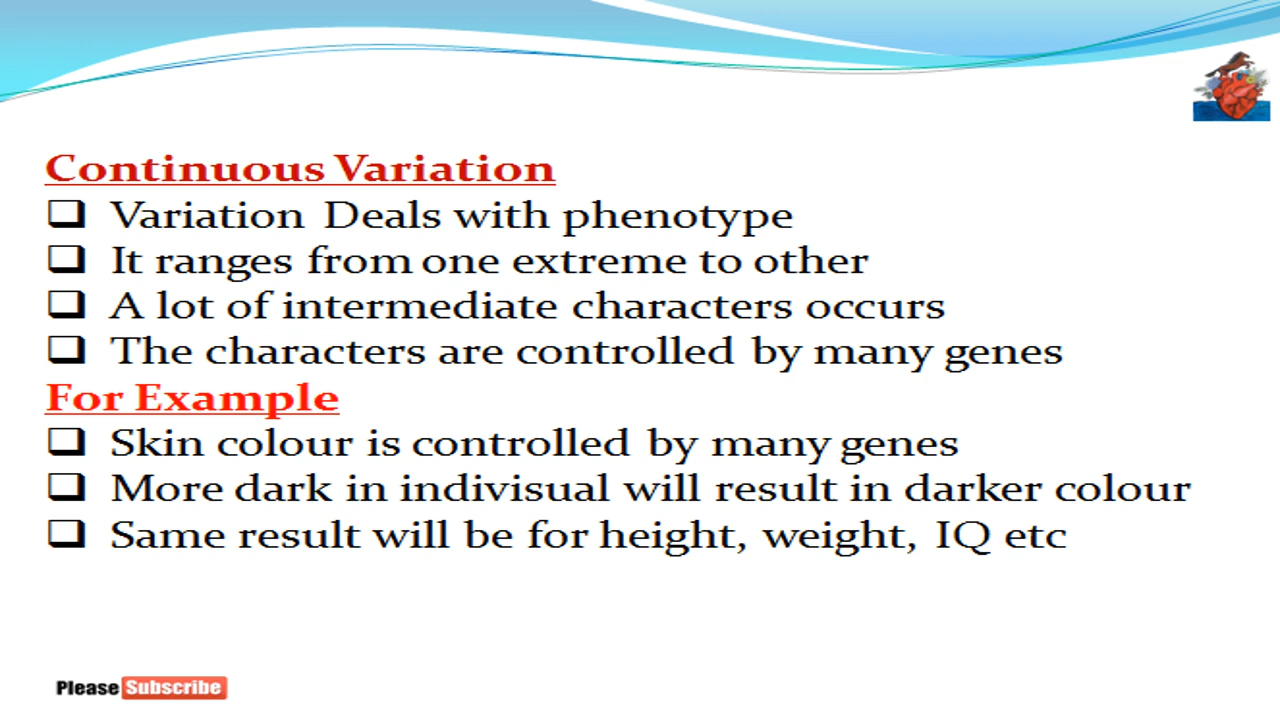 Continuous Variation
❑ Variation Deals with phenotype
❑ It ranges from one extreme to other
❑ A lot of intermediate characters occurs
❑ The characters are controlled by many genes
For Example
❑ Skin colour is controlled by many genes
❑ More dark in indivisual will result in darker colour
❑ Same result will be for height, weight, IQ etc
Please Subscribe